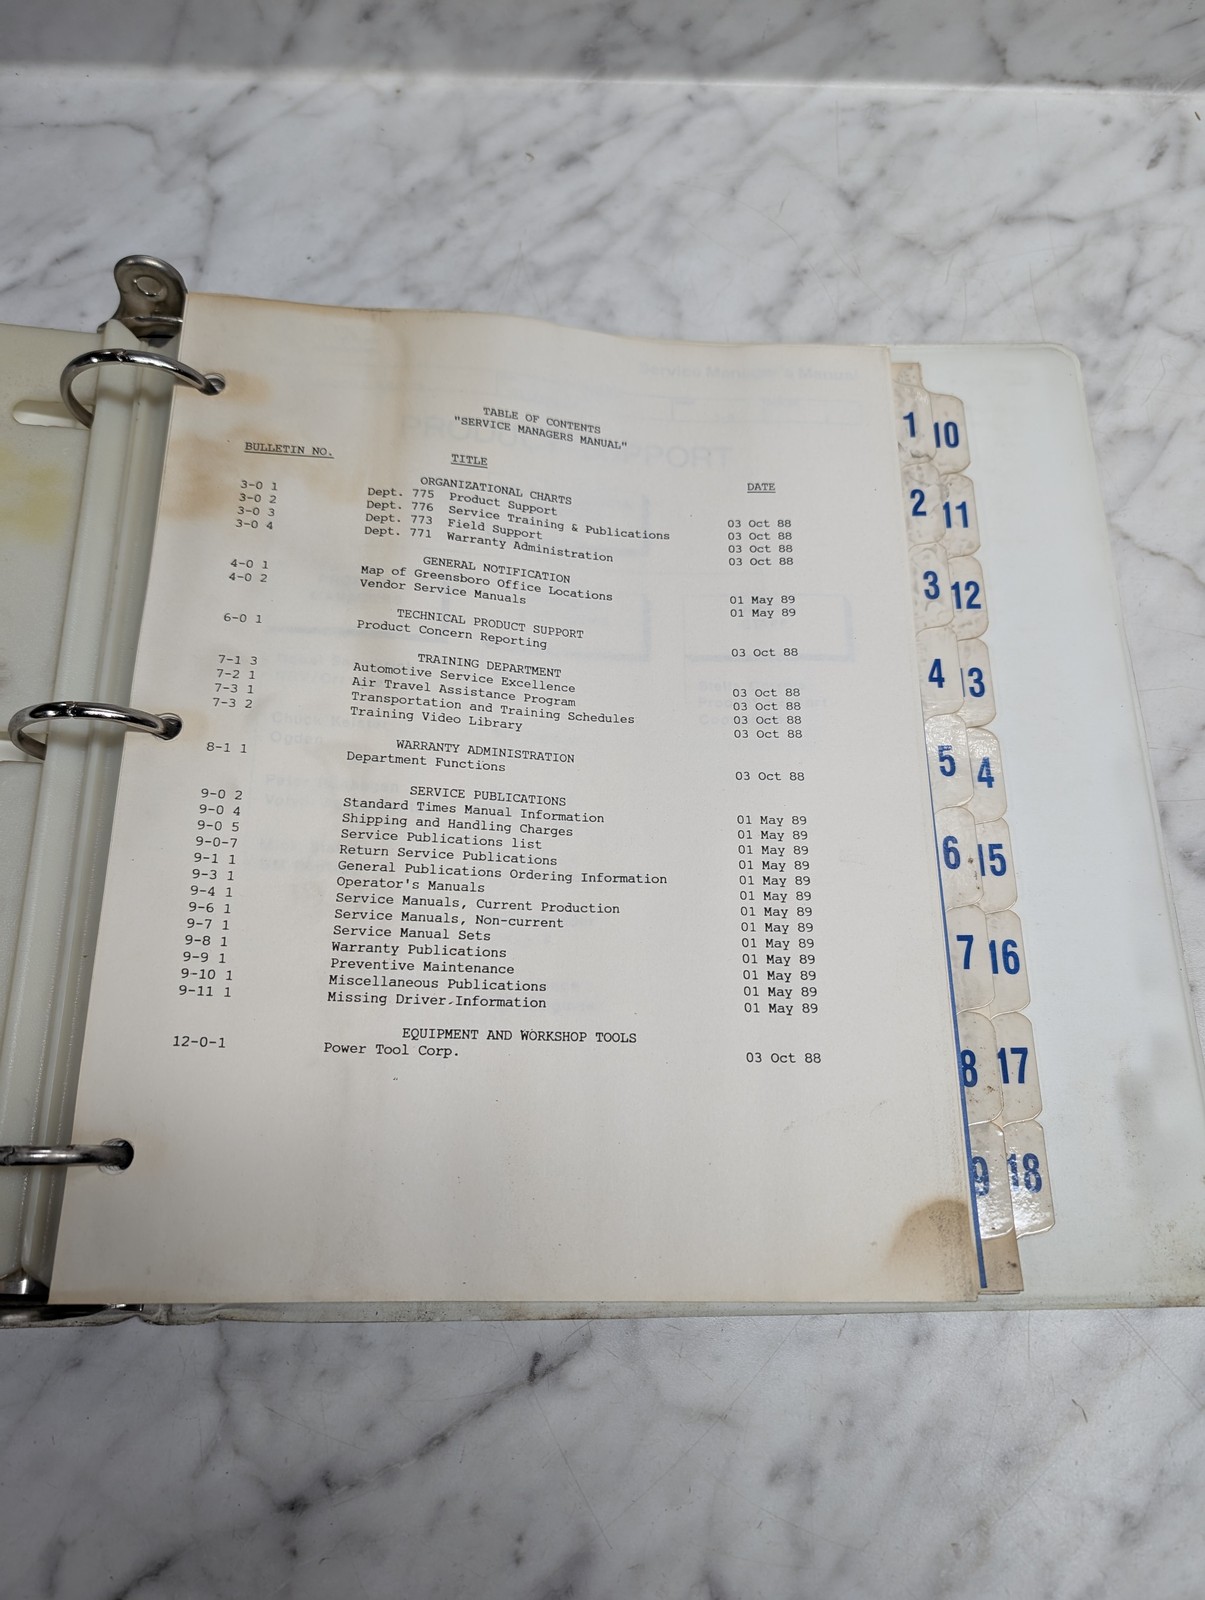 TABLE OF CONTENTS
"SERVICE MANAGERS MANUAL"
BULLETIN NO. TITLE DATE
ORGANIZATIONAL CHARTS
3-0 1 Dept. 775 Product Support 03 Oct 88
3-0 2 Dept. 776 Service Training & Publications 03 Oct 88
3-0 3 Dept. 773 Field Support 03 Oct 88
3-0 4 Dept. 771 Warranty Administration 03 Oct 88
GENERAL NOTIFICATION
4-0 1 Map of Greensboro Office Locations 01 May 89
4-0 2 Vendor Service Manuals 01 May 89
TECHNICAL PRODUCT SUPPORT
6-0 1 Product Concern Reporting 03 Oct 88
TRAINING DEPARTMENT
7-1 3 Automotive Service Excellence 03 Oct 88
7-2 1 Air Travel Assistance Program 03 Oct 88
7-3 1 Transportation and Training Schedules 03 Oct 88
7-3 2 Training Video Library 03 Oct 88
WARRANTY ADMINISTRATION
8-1 1 Department Functions 03 Oct 88
SERVICE PUBLICATIONS
9-0 2 Standard Times Manual Information 01 May 89
9-0 4 Shipping and Handling Charges 01 May 89
9-0 5 Service Publications list 01 May 89
9-0-7 Return Service Publications 01 May 89
9-1 1 General Publications Ordering Information 01 May 89
9-3 1 Operator's Manuals 01 May 89
9-4 1 Service Manuals, Current Production 01 May 89
9-6 1 Service Manuals, Non-current 01 May 89
9-7 1 Service Manual Sets 01 May 89
9-8 1 Warranty Publications 01 May 89
9-9 1 Preventive Maintenance 01 May 89
9-10 1 Miscellaneous Publications 01 May 89
9-11 1 Missing Driver Information 01 May 89
EQUIPMENT AND WORKSHOP TOOLS
12-0-1 Power Tool Corp. 03 Oct 88
1 10
2 11
3 12
4 13
5 4
6 15
7 16
8 17
9 18